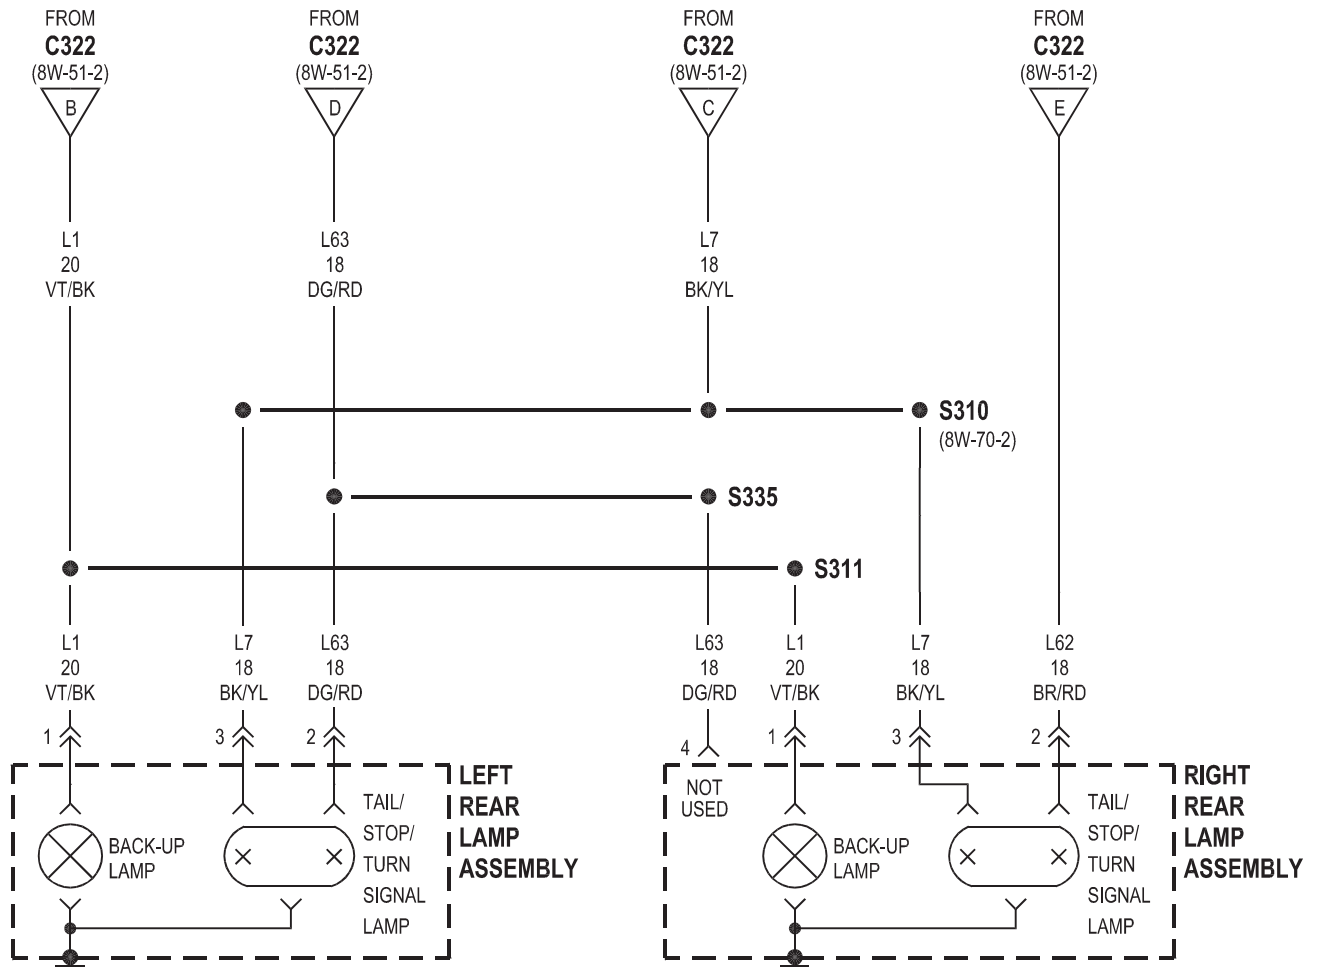 FROM
C322
(8W-51-2)
B
FROM
C322
(8W-51-2)
D
FROM
C322
(8W-51-2)
C
FROM
C322
(8W-51-2)
E
L1
20
VT/BK
L63
18
DG/RD
L7
18
BK/YL
S310
(8W-70-2)
S335
S311
L1
20
VT/BK
L7
18
BK/YL
L63
18
DG/RD
L63
18
DG/RD
L1
20
VT/BK
L7
18
BK/YL
L62
18
BR/RD
1
3
2
4
1
3
2
LEFT
REAR
LAMP
ASSEMBLY
BACK-UP
LAMP
TAIL/
STOP/
TURN
SIGNAL
LAMP
NOT
USED
BACK-UP
LAMP
TAIL/
STOP/
TURN
SIGNAL
LAMP
RIGHT
REAR
LAMP
ASSEMBLY